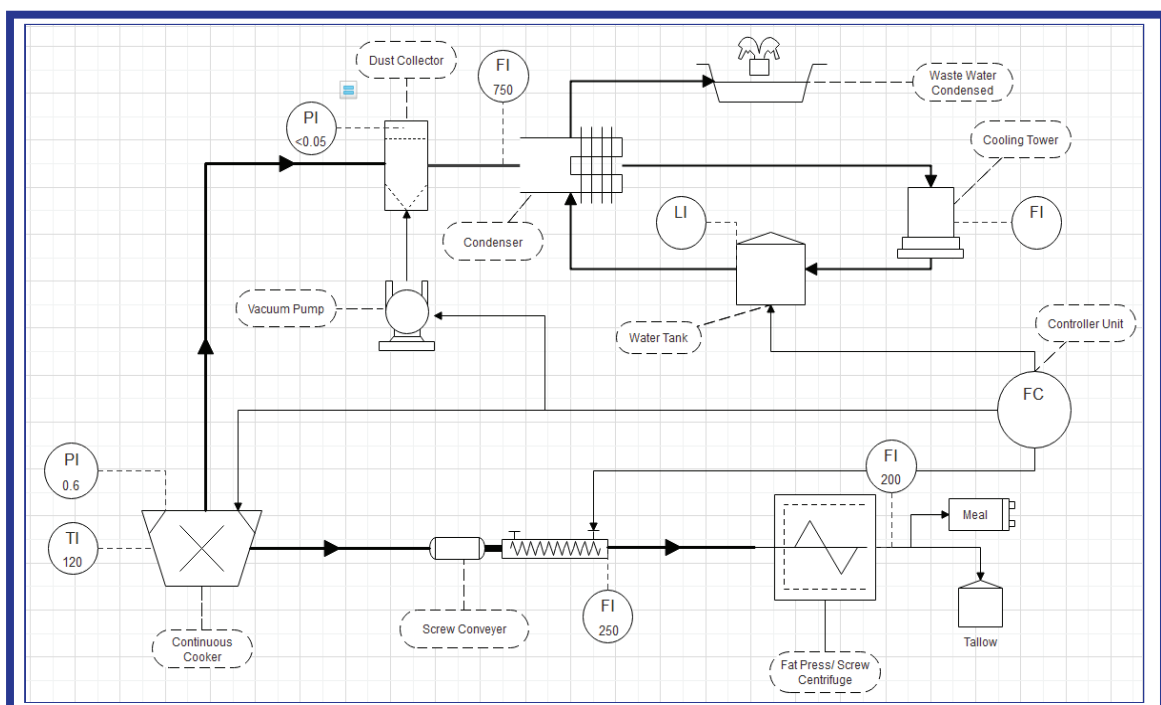 Dust Collector
FI
750
Waste Water
Condensed
PI
<0.05
Cooling Tower
LI
FI
Condenser
Vacuum Pump
Water Tank
Controller Unit
FC
PI
0.6
FI
200
Meal
TI
120
FI
250
Screw Conveyer
Continuous
Cooker
Tallow
Fat Press/ Screw
Centrifuge